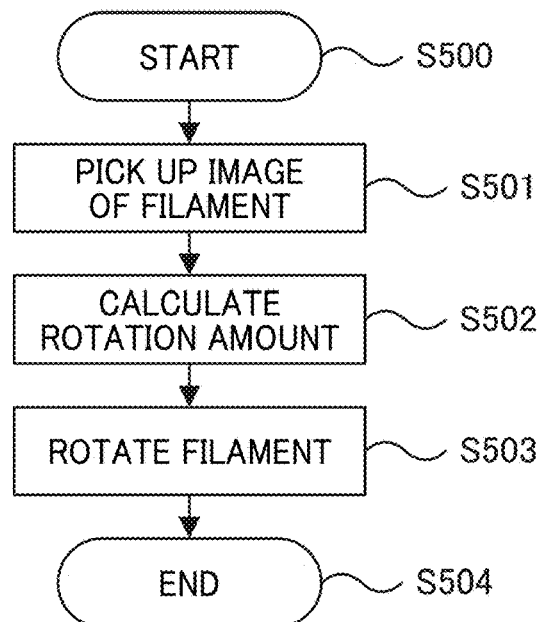 START
S500
PICK UP IMAGE
OF FILAMENT
S501
CALCULATE
ROTATION AMOUNT
S502
ROTATE FILAMENT
S503
END
S504